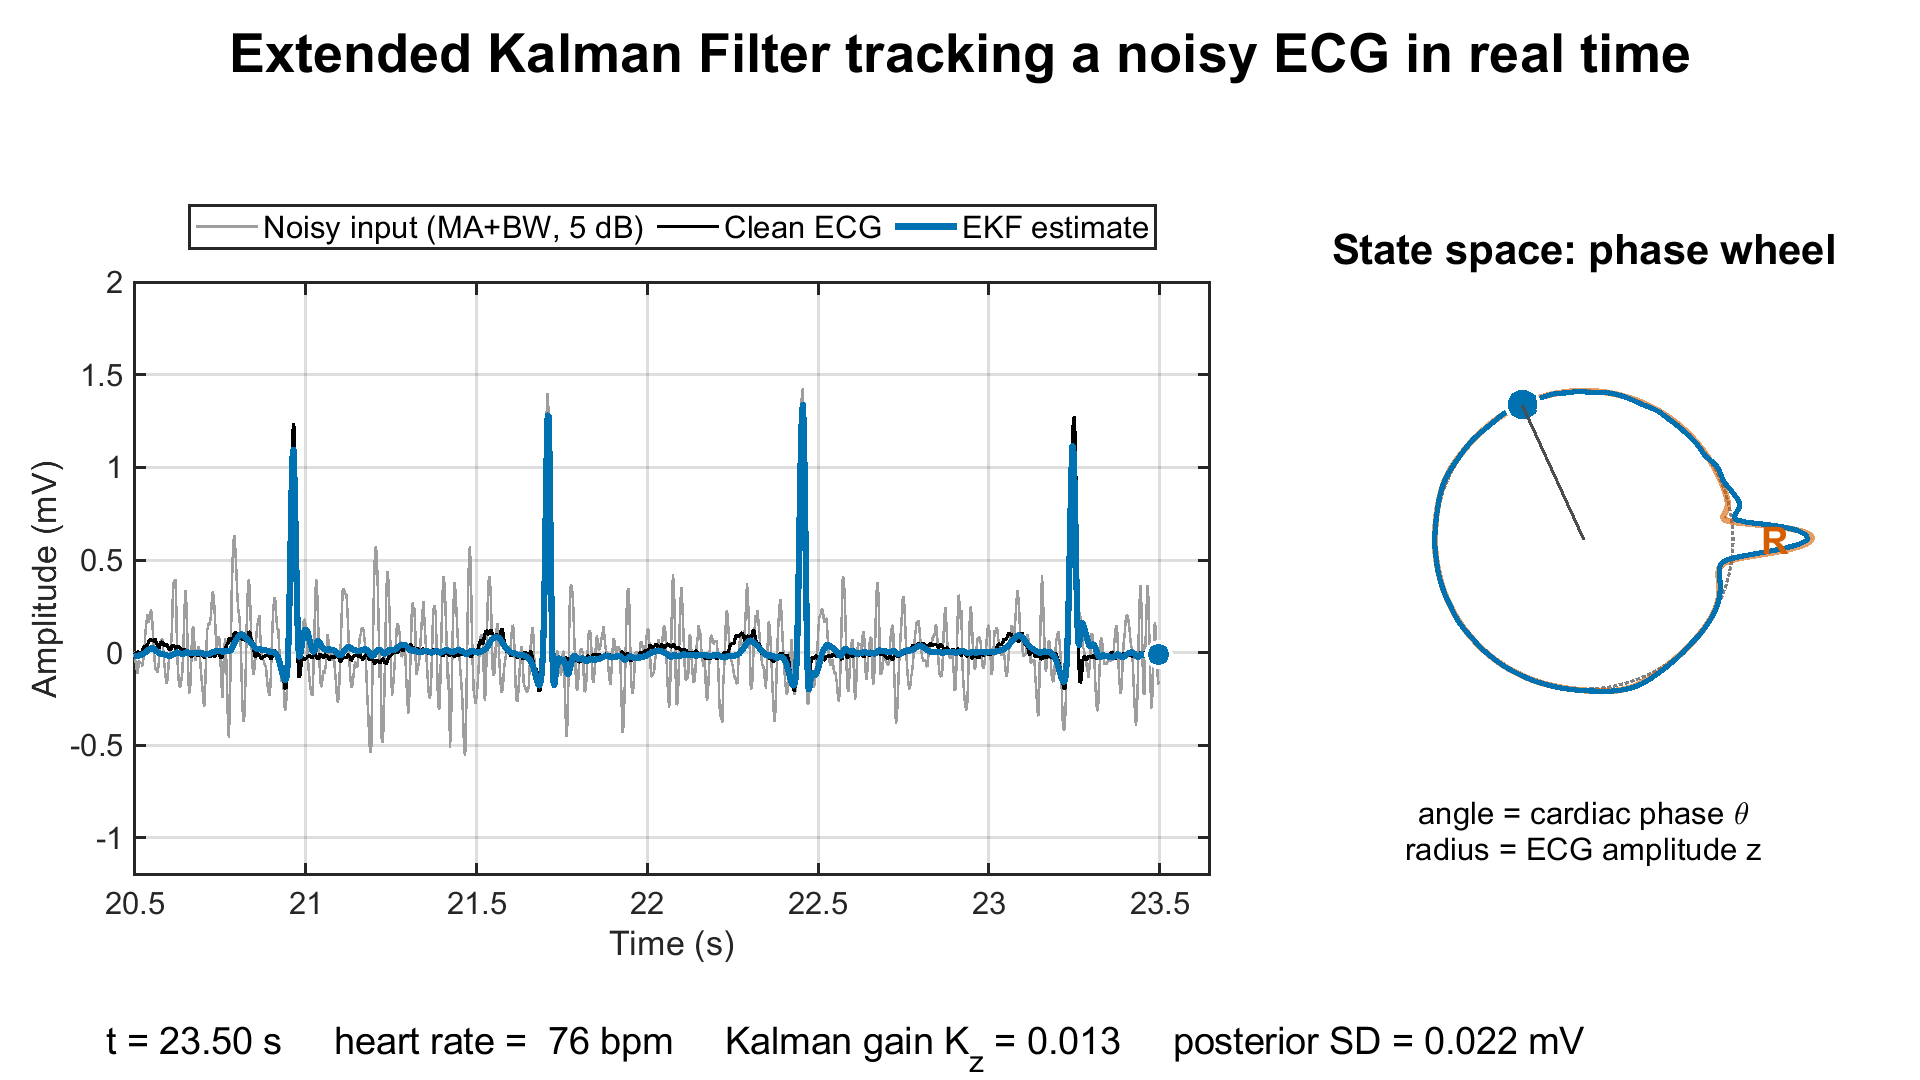 Extended Kalman Filter tracking a noisy ECG in real time
Noisy input (MA+BW, 5 dB) Clean ECG EKF estimate
State space: phase wheel
2
1.5
1
0.5
0
-0.5
-1
Amplitude (mV)
20.5 21 21.5 22 22.5 23 23.5
Time (s)
R
angle = cardiac phase θ
radius = ECG amplitude z
t = 23.50 s heart rate = 76 bpm Kalman gain K_z = 0.013 posterior SD = 0.022 mV